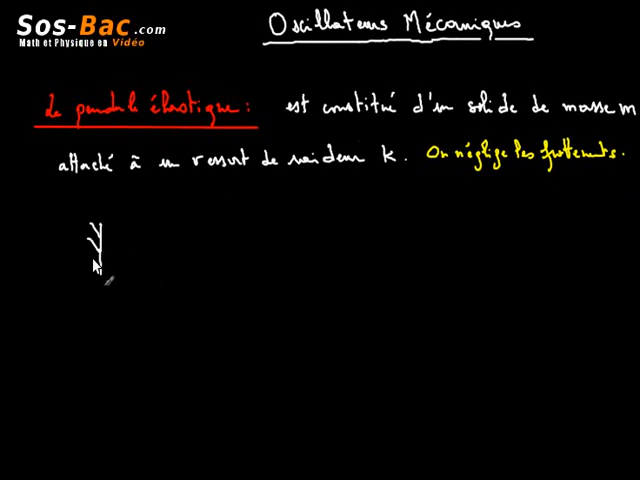 Sos-Bac.com
Math et Physique en Vidéo
Oscillateurs Mécaniques
Le pendule élastique : est constitué d'un solide de masse m
attaché à un ressort de raideur k. On néglige les frottements.